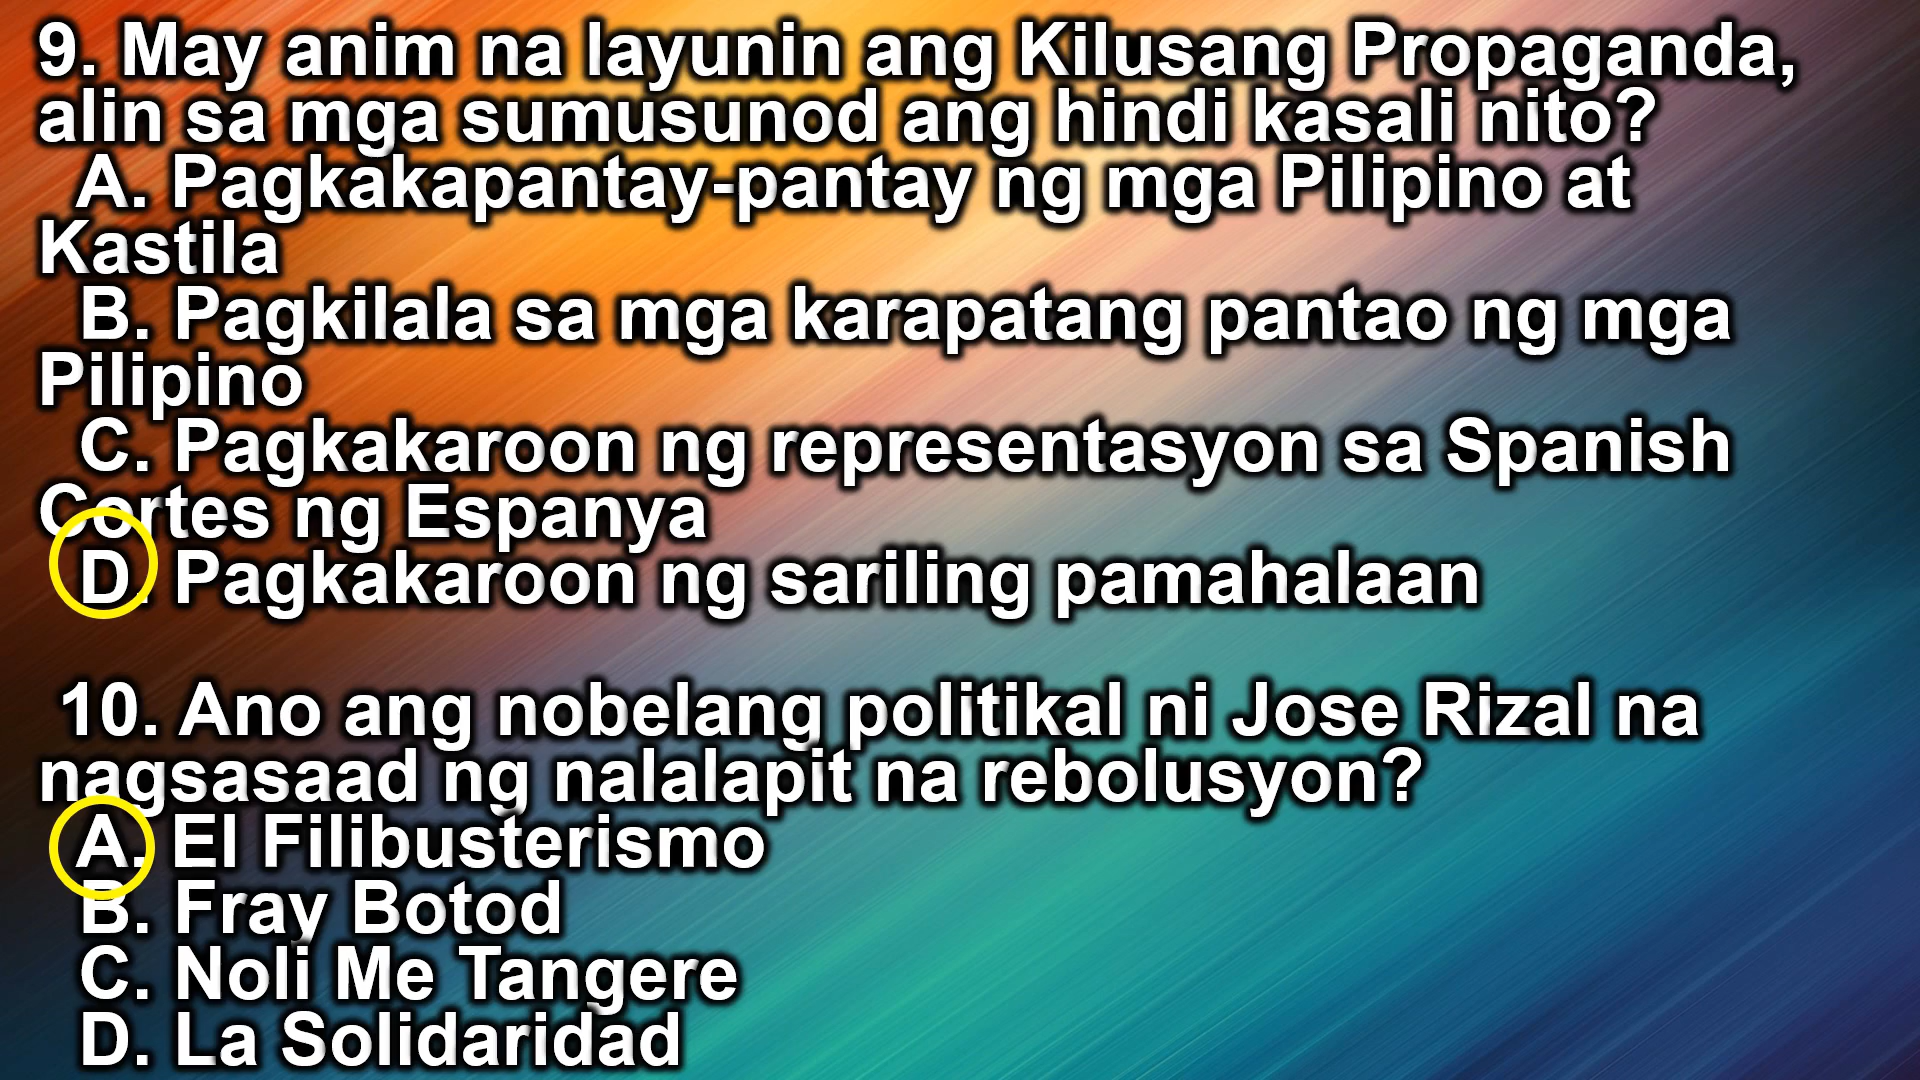 9. May anim na layunin ang Kilusang Propaganda,
alin sa mga sumusunod ang hindi kasali nito?
A. Pagkakapantay-pantay ng mga Pilipino at
Kastila
B. Pagkilala sa mga karapatang pantao ng mga
Pilipino
C. Pagkakaroon ng representasyon sa Spanish
Cortes ng Espanya
D. Pagkakaroon ng sariling pamahalaan
10. Ano ang nobelang politikal ni Jose Rizal na
nagsasaad ng nalalapit na rebolusyon?
A. El Filibusterismo
B. Fray Botod
C. Noli Me Tangere
D. La Solidaridad